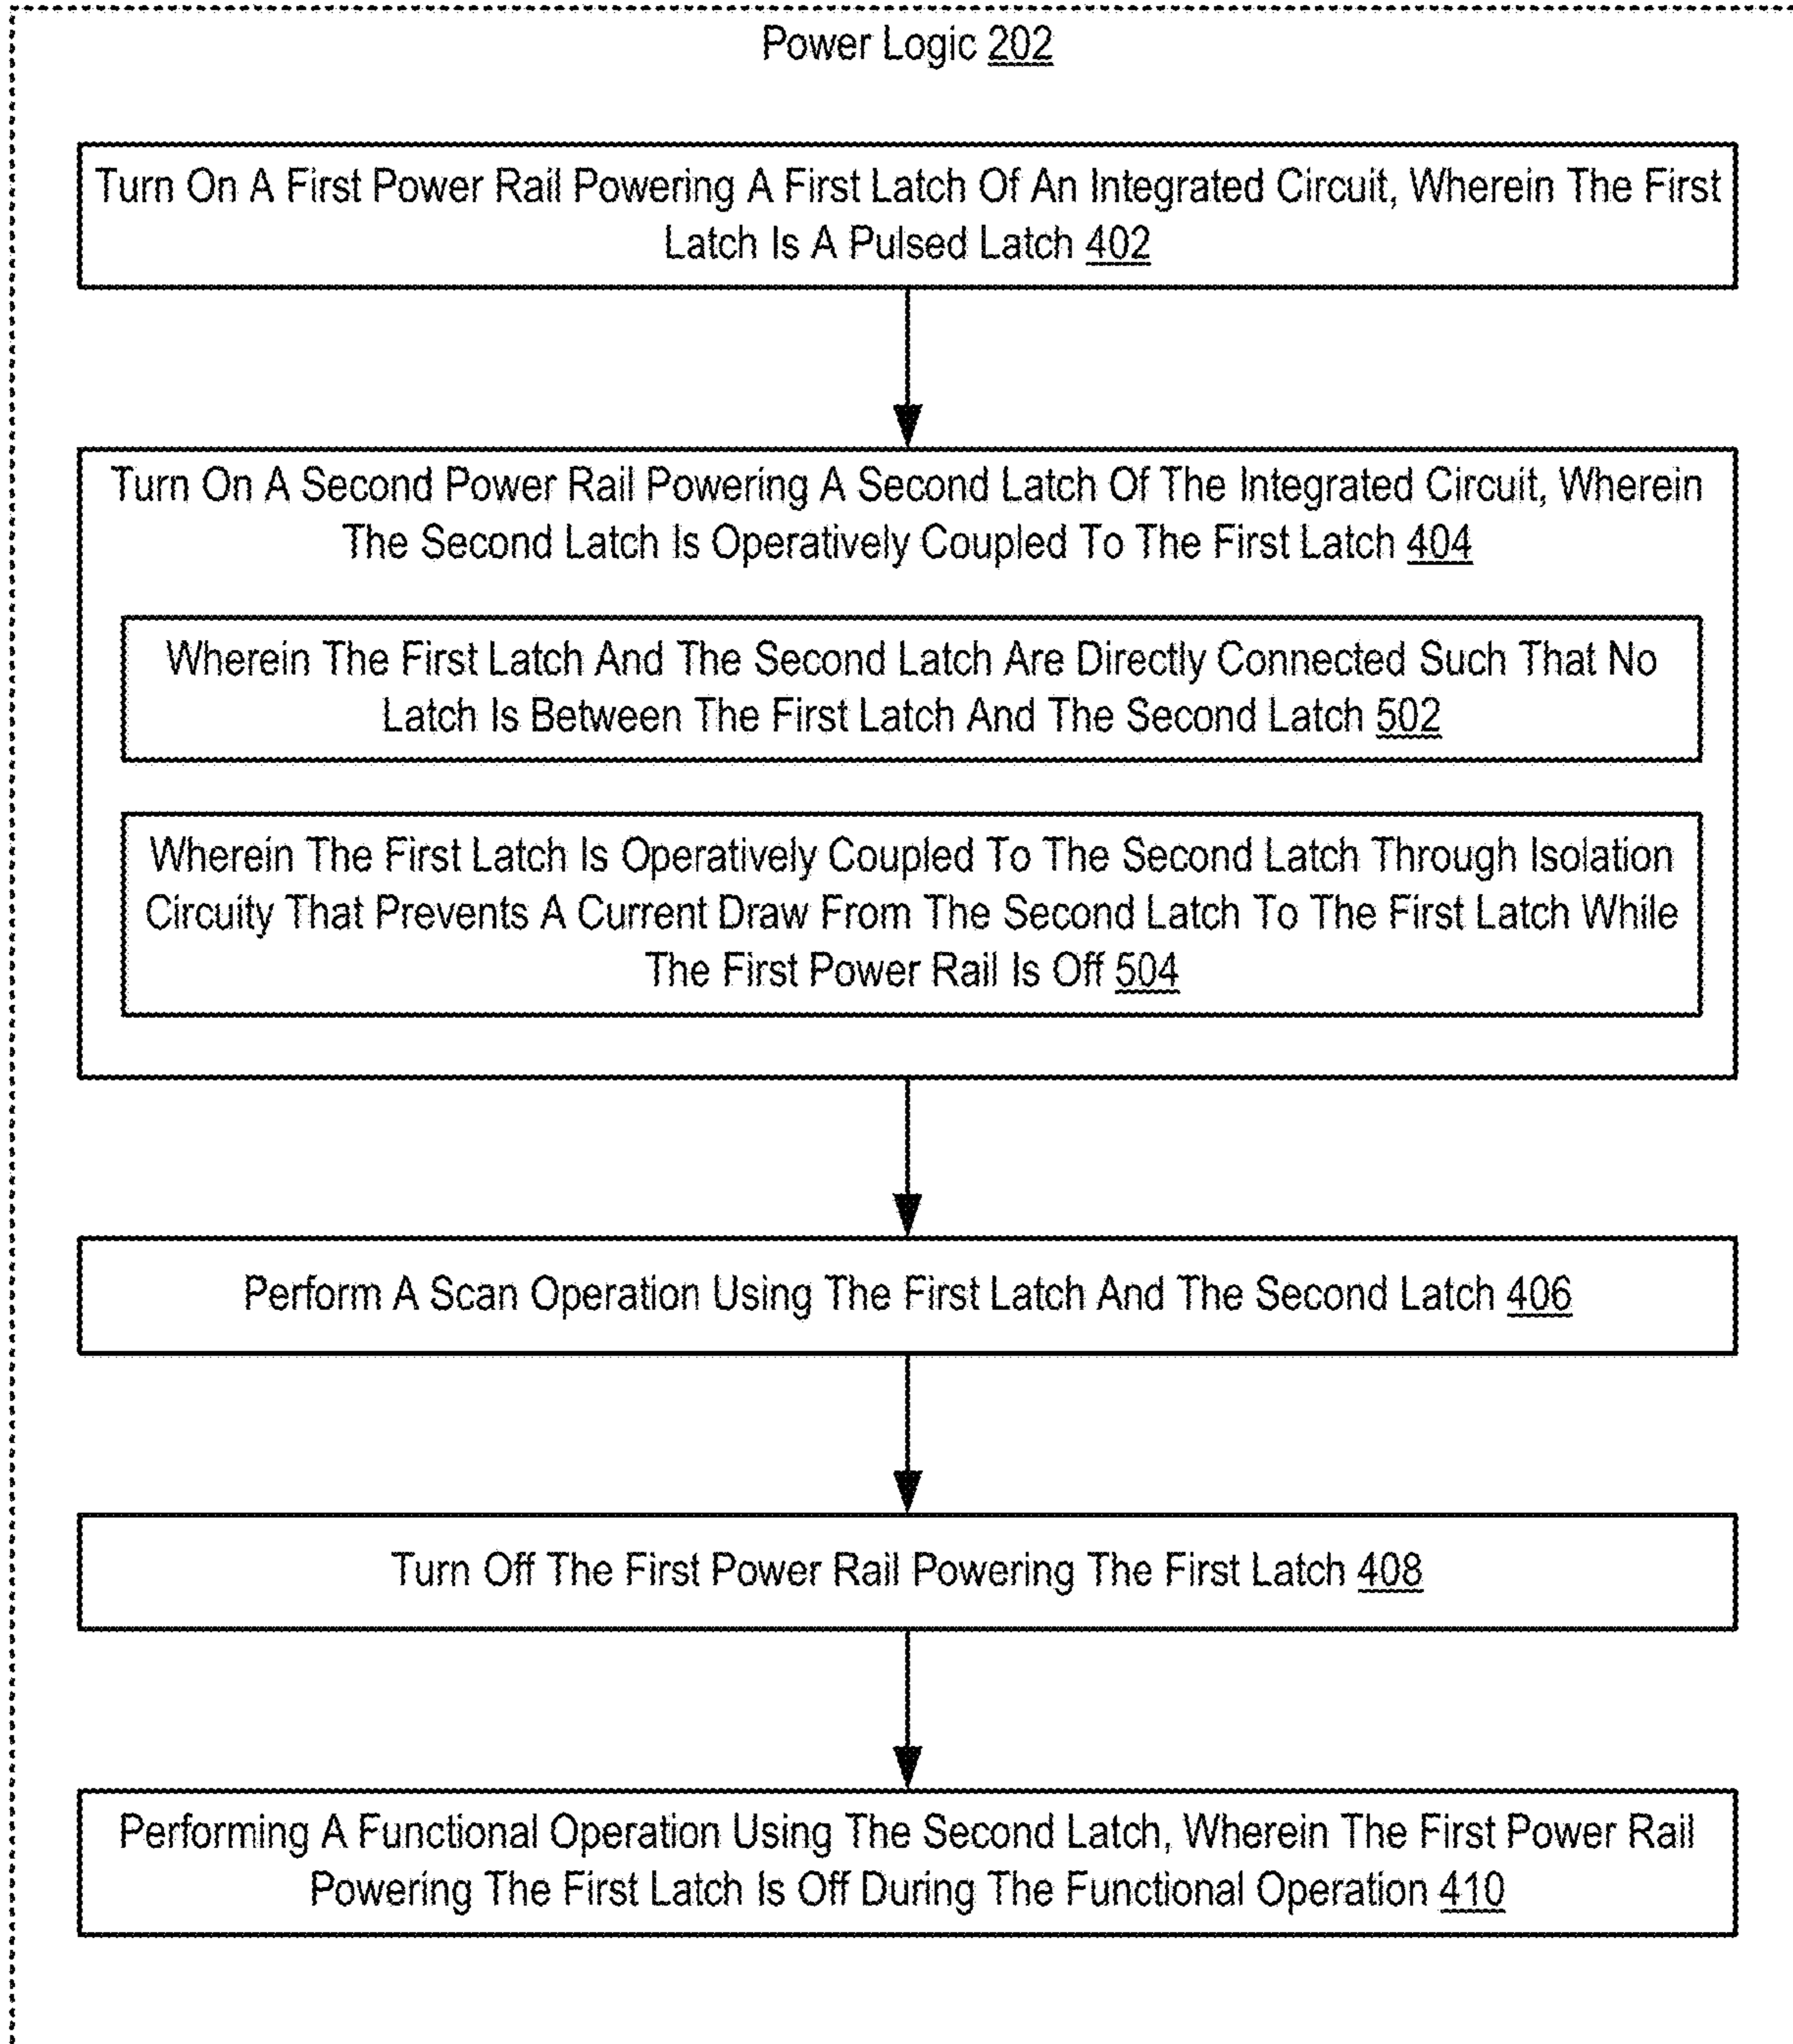 Power Logic 202
Turn On A First Power Rail Powering A First Latch Of An Integrated Circuit, Wherein The First
Latch Is A Pulsed Latch 402
Turn On A Second Power Rail Powering A Second Latch Of The Integrated Circuit, Wherein
The Second Latch Is Operatively Coupled To The First Latch 404
Wherein The First Latch And The Second Latch Are Directly Connected Such That No
Latch Is Between The First Latch And The Second Latch 502
Wherein The First Latch Is Operatively Coupled To The Second Latch Through Isolation
Circuity That Prevents A Current Draw From The Second Latch To The First Latch While
The First Power Rail Is Off 504
Perform A Scan Operation Using The First Latch And The Second Latch 406
Turn Off The First Power Rail Powering The First Latch 408
Performing A Functional Operation Using The Second Latch, Wherein The First Power Rail
Powering The First Latch Is Off During The Functional Operation 410